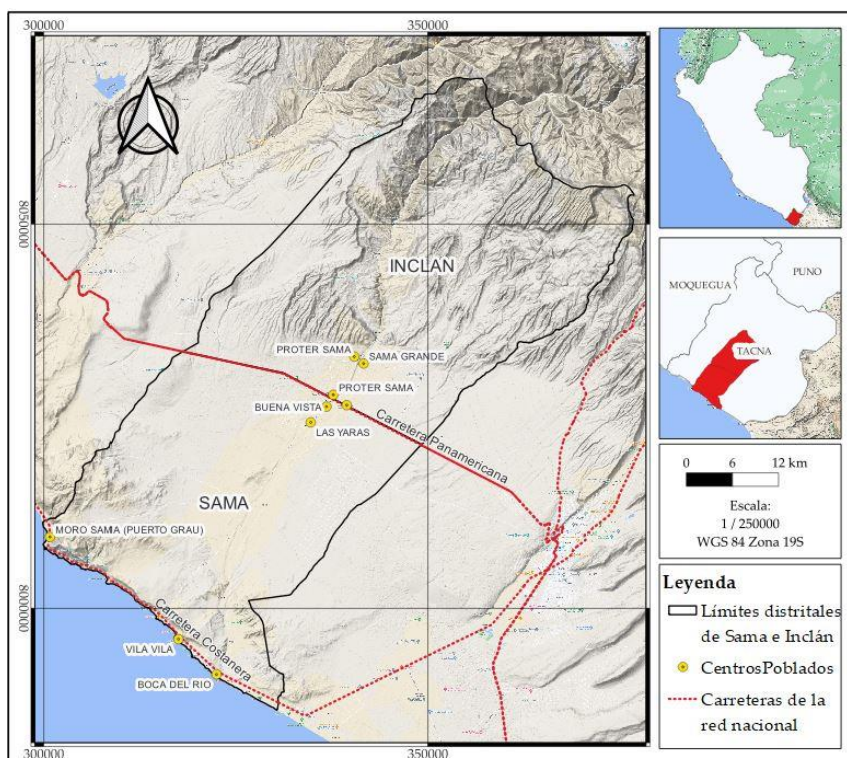 300000
350000
8050000
8000000
INCLAN
PROTER SAMA
SAMA GRANDE
PROTER SAMA
BUENA VISTA
LAS YARAS
Carretera Panamericana
SAMA
MORO SAMA (PUERTO GRAU)
Carretera Costanera
VILA VILA
BOCA DEL RIO
300000
350000
MOQUEGUA
PUNO
TACNA
0 6 12 km
Escala:
1 / 250000
WGS 84 Zona 19S
Leyenda
Límites distritales
de Sama e Inclán
Centros Poblados
Carreteras de la
red nacional